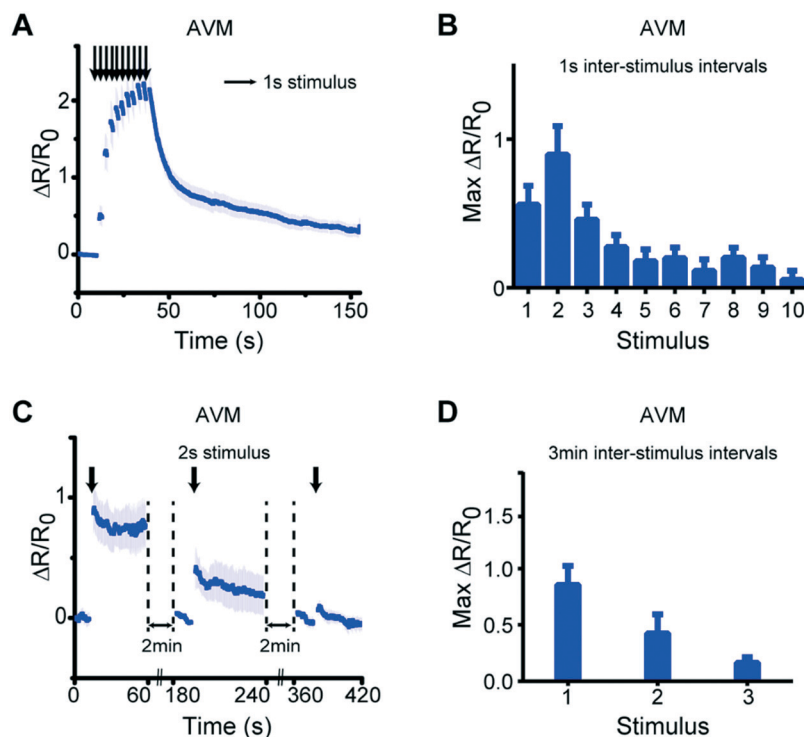 A
AVM
ΔR/R0
2
1
0
1s stimulus
0 50 100 150
Time (s)
B
AVM
1s inter-stimulus intervals
Max ΔR/R0
1
0
1 2 3 4 5 6 7 8 9 10
Stimulus
C
AVM
2s stimulus
ΔR/R0
1
0
2min 2min
0 60 180 240 360 420
Time (s)
D
AVM
3min inter-stimulus intervals
Max ΔR/R0
1.5
1.0
0.5
0.0
1 2 3
Stimulus